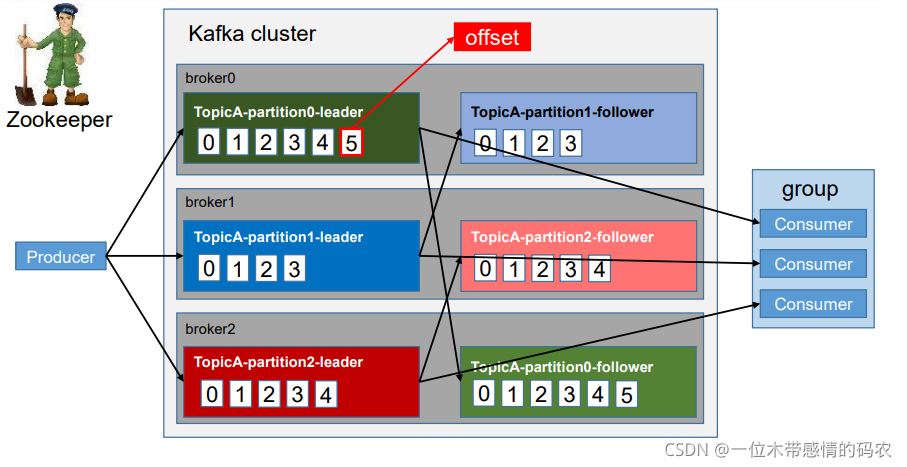 Zookeeper
Kafka cluster
offset
broker0
TopicA-partition0-leader
0 1 2 3 4 5
TopicA-partition1-follower
0 1 2 3
broker1
TopicA-partition1-leader
0 1 2 3
TopicA-partition2-follower
0 1 2 3 4
broker2
TopicA-partition2-leader
0 1 2 3 4
TopicA-partition0-follower
0 1 2 3 4 5
Producer
group
Consumer
Consumer
Consumer
CSDN @一位木带感情的码农